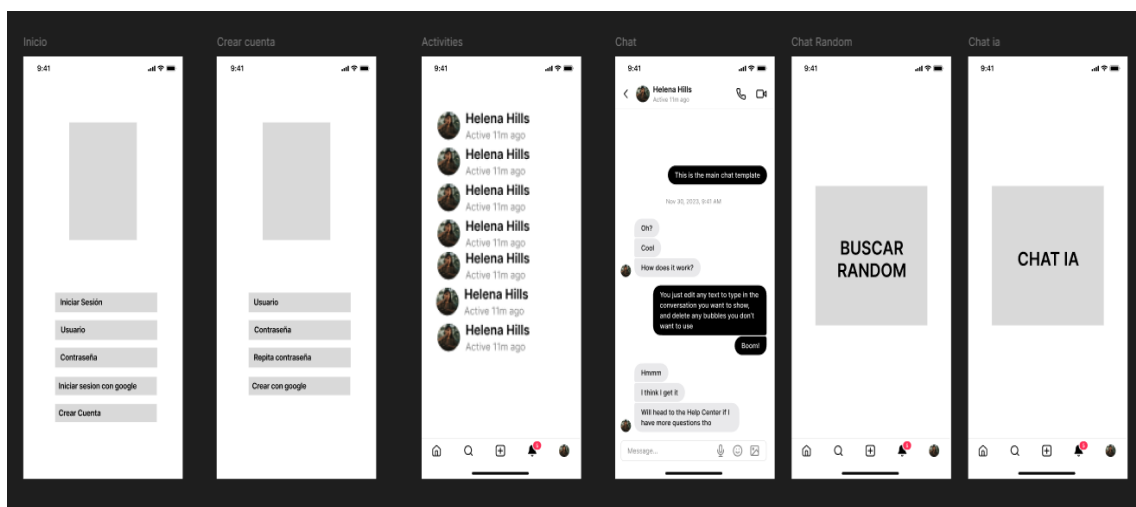 Inicio
9:41
Iniciar Sesión
Usuario
Contraseña
Iniciar sesion con google
Crear Cuenta
Crear cuenta
9:41
Usuario
Contraseña
Repita contraseña
Crear con google
Activities
9:41
Helena Hills
Active 11m ago
Helena Hills
Active 11m ago
Helena Hills
Active 11m ago
Helena Hills
Active 11m ago
Helena Hills
Active 11m ago
Helena Hills
Active 11m ago
Helena Hills
Active 11m ago
Chat
9:41
Helena Hills
Active 11m ago
This is the main chat template
Nov 30, 2023, 9:41 AM
Oh?
Cool
How does it work?
You just edit any text to type in the
conversation you want to show,
and delete any bubbles you don't
want to use
Boom!
Hmmm
I think I get it
Will head to the Help Center if I
have more questions tho
Message...
Chat Random
9:41
BUSCAR
RANDOM
Chat ia
9:41
CHAT IA